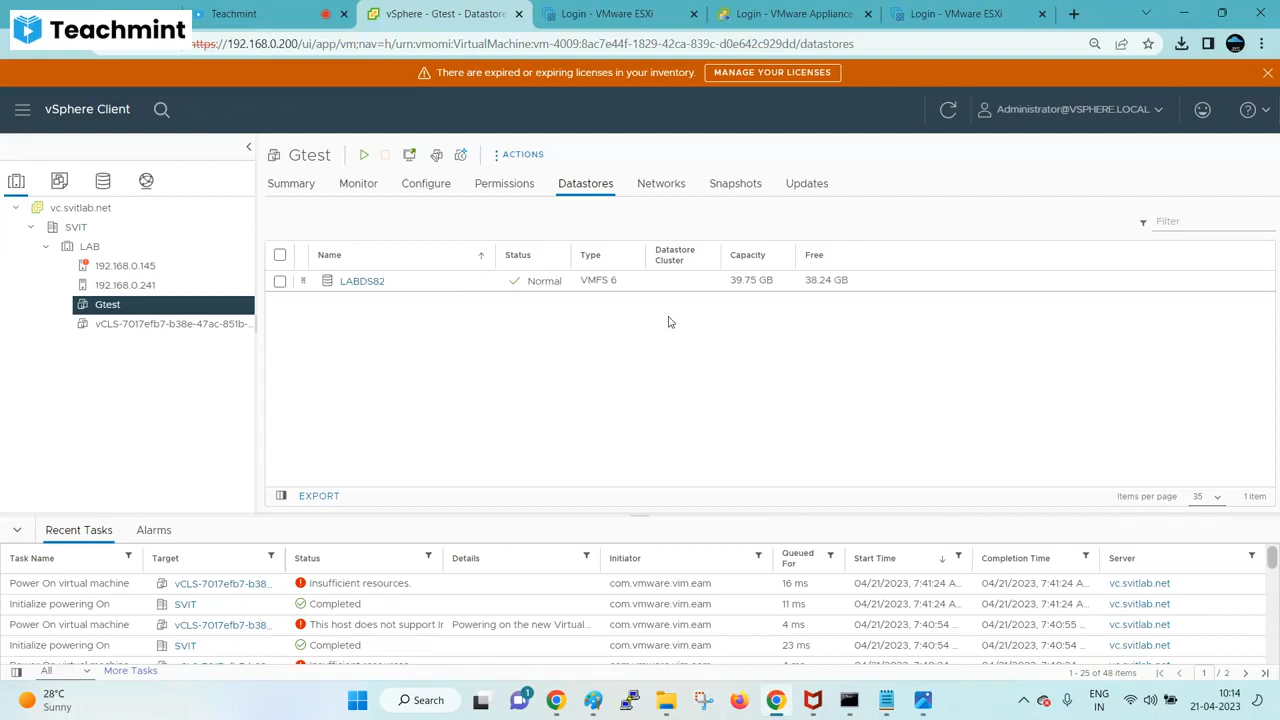 Teachmint
Teachmint
vSphere - Gtest - Datastores
Login - VMware ESXi
Login - VMware Appliance
Login - VMware ESXi
https://192.168.0.200/ui/app/vm;nav=h/urn:vmomi:VirtualMachine:vm-4009:8ac7e44f-1829-42ca-839c-d0e642c929dd/datastores
There are expired or expiring licenses in your inventory.
MANAGE YOUR LICENSES
vSphere Client
Administrator@VSPHERE.LOCAL
Gtest
ACTIONS
Summary Monitor Configure Permissions Datastores Networks Snapshots Updates
vc.svitlab.net
SVIT
LAB
192.168.0.145
192.168.0.241
Gtest
vCLS-7017efb7-b38e-47ac-851b-...
Filter
Name Status Type Datastore Cluster Capacity Free
LABDS82 Normal VMFS 6 39.75 GB 38.24 GB
EXPORT
Items per page 35 1 item
Recent Tasks Alarms
Task Name Target Status Details Initiator Queued For Start Time Completion Time Server
Power On virtual machine vCLS-7017efb7-b38... Insufficient resources. com.vmware.vim.eam 16 ms 04/21/2023, 7:41:24 A... 04/21/2023, 7:41:24 A... vc.svitlab.net
Initialize powering On SVIT Completed com.vmware.vim.eam 11 ms 04/21/2023, 7:41:24 A... 04/21/2023, 7:41:24 A... vc.svitlab.net
Power On virtual machine vCLS-7017efb7-b38... This host does not support Ir Powering on the new Virtual... com.vmware.vim.eam 4 ms 04/21/2023, 7:40:54 ... 04/21/2023, 7:40:55 ... vc.svitlab.net
Initialize powering On SVIT Completed com.vmware.vim.eam 23 ms 04/21/2023, 7:40:54 ... 04/21/2023, 7:40:54 ... vc.svitlab.net
All More Tasks
1 - 25 of 48 items 1 / 2
28°C
Sunny
Search
1
ENG
IN
10:14
21-04-2023